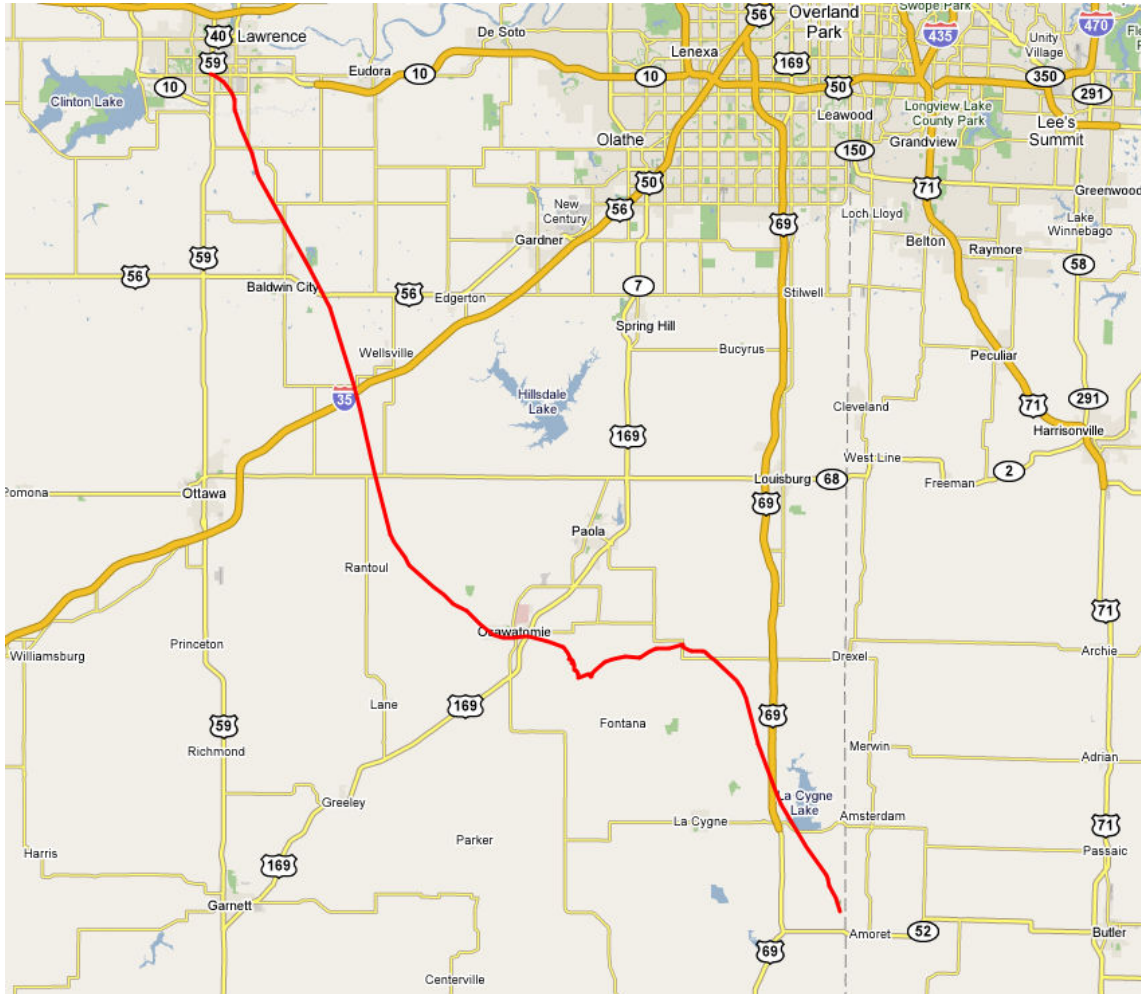 56
Overland
Park
Swope Park
435
Unity
Village
470
40
Lawrence
De Soto
Lenexa
169
59
Eudora
10
10
50
350
291
10
Clinton Lake
Leawood
Longview Lake
County Park
Lee's
Summit
Olathe
150
Grandview
50
71
Greenwood
New
Century
56
Loch Lloyd
69
Lake
Winnebago
59
Gardner
Belton
Raymore
58
56
Baldwin City
56
Edgerton
7
Stilwell
Spring Hill
Wellsville
Bucyrus
Peculiar
35
Hillsdale
Lake
Cleveland
71
291
169
Harrisonville
West Line
2
Pomona
Ottawa
Louisburg
68
Freeman
69
Paola
Rantoul
71
Osawatomie
Williamsburg
Princeton
Drexel
Archie
Lane
169
69
59
Fontana
Richmond
Merwin
Adrian
Greeley
La Cygne
Lake
La Cygne
Amsterdam
71
Harris
Parker
Passaic
169
Garnett
Amoret
52
Butler
69
Centerville